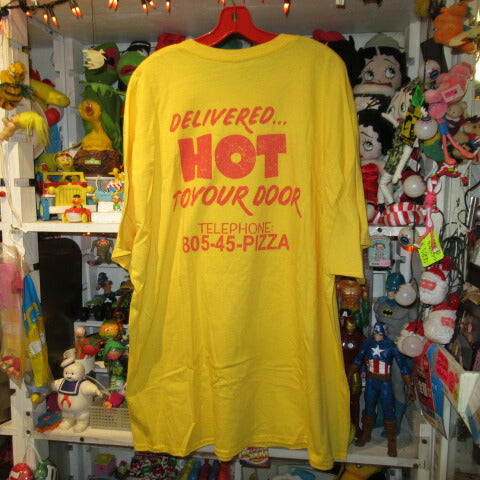 DELIVERED...
HOT
TO YOUR DOOR
TELEPHONE:
805-45-PIZZA